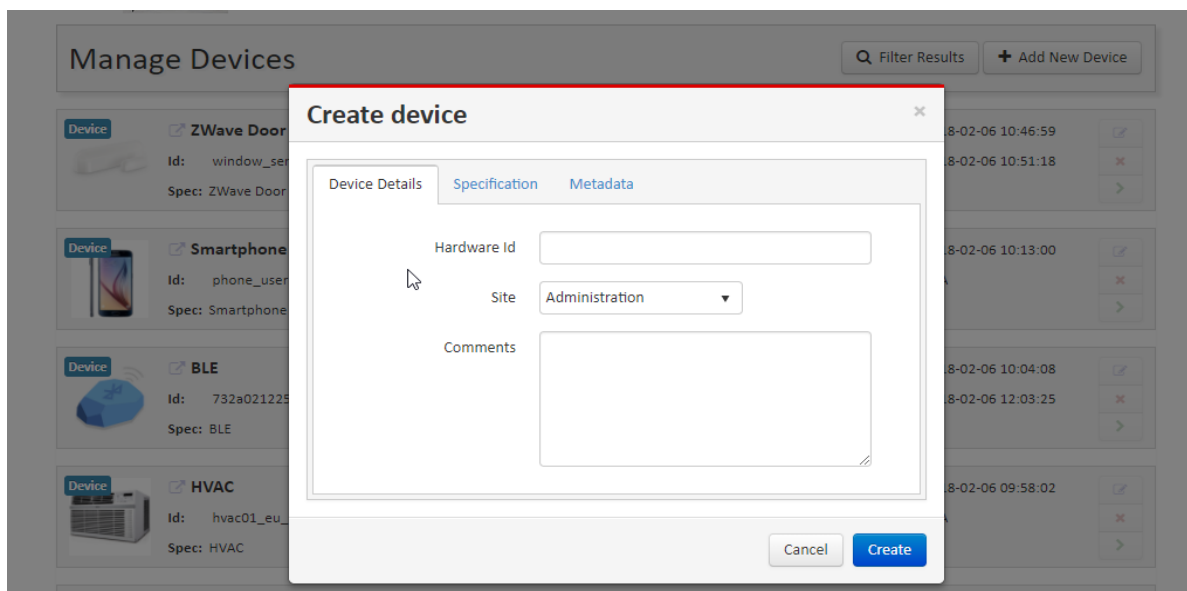 Manage Devices
Filter Results
Add New Device
Create device
Device Details Specification Metadata
Hardware Id
Site Administration
Comments
Cancel Create
Device ZWave Door
8-02-06 10:46:59
Id: window_ser
8-02-06 10:51:18
Spec: ZWave Door
Device Smartphone
8-02-06 10:13:00
Id: phone_user
Spec: Smartphone
Device BLE
8-02-06 10:04:08
Id: 732a021225
8-02-06 12:03:25
Spec: BLE
Device HVAC
8-02-06 09:58:02
Id: hvac01_eu_
Spec: HVAC